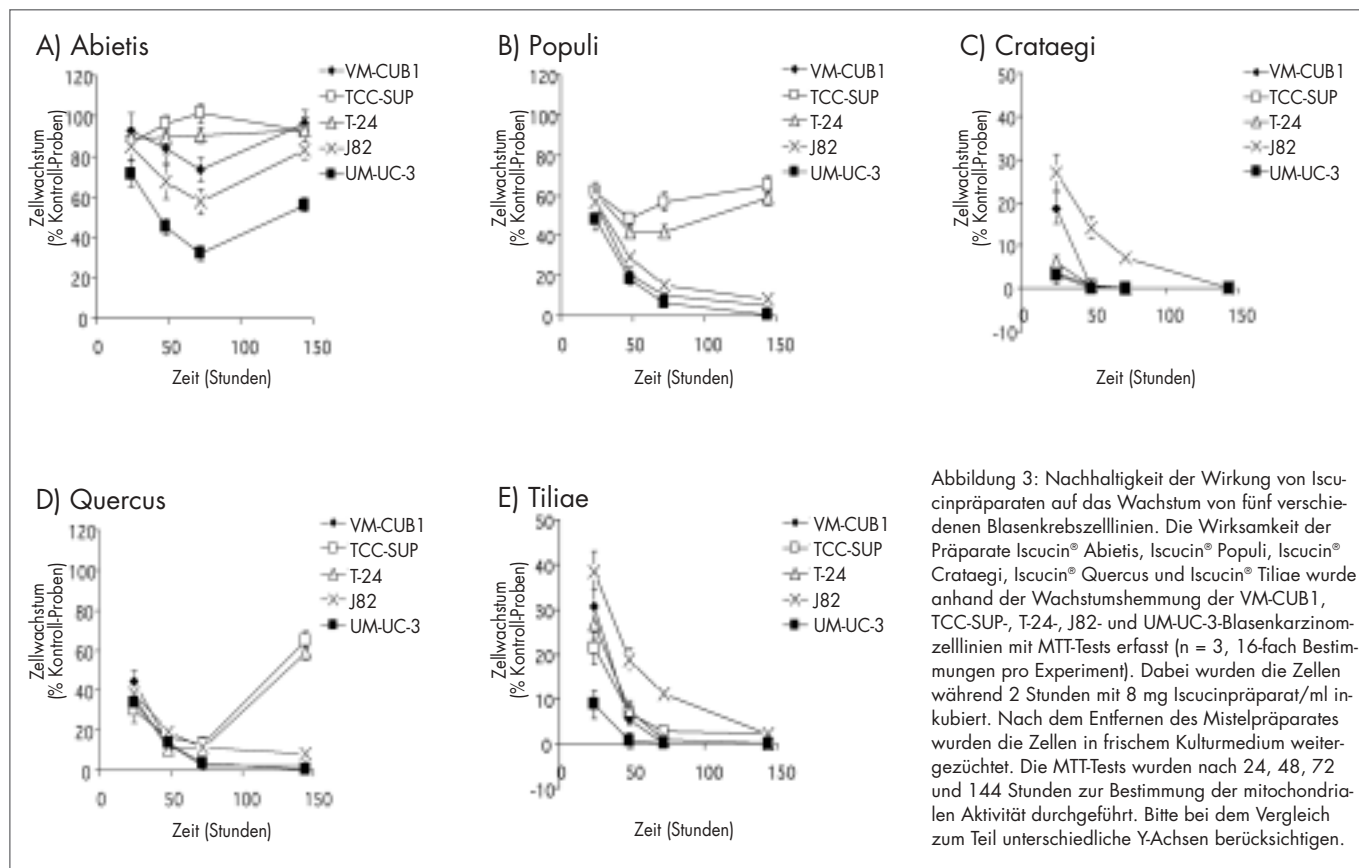 A) Abietis
Zellwachstum
(% Kontroll-Proben)
120
100
80
60
40
20
0
0 50 100 150
Zeit (Stunden)
VM-CUB1
TCC-SUP
T-24
J82
UM-UC-3
B) Populi
Zellwachstum
(% Kontroll-Proben)
120
100
80
60
40
20
0
0 50 100 150
Zeit (Stunden)
VM-CUB1
TCC-SUP
T-24
J82
UM-UC-3
C) Crataegi
Zellwachstum
(% Kontroll-Proben)
50
40
30
20
10
0
-10
50 100 150
Zeit (Stunden)
VM-CUB1
TCC-SUP
T-24
J82
UM-UC-3
D) Quercus
Zellwachstum
(% Kontroll-Proben)
120
100
80
60
40
20
0
0 50 100 150
Zeit (Stunden)
VM-CUB1
TCC-SUP
T-24
J82
UM-UC-3
E) Tiliae
Zellwachstum
(% Kontroll-Proben)
50
40
30
20
10
0
-10
50 100 150
Zeit (Stunden)
VM-CUB1
TCC-SUP
T-24
J82
UM-UC-3
Abbildung 3: Nachhaltigkeit der Wirkung von Iscu-
cinpräparaten auf das Wachstum von fünf verschie-
denen Blasenkrebszelllinien. Die Wirksamkeit der
Präparate Iscucin® Abietis, Iscucin® Populi, Iscucin®
Crataegi, Iscucin® Quercus und Iscucin® Tiliae wurde
anhand der Wachstumshemmung der VM-CUB1,
TCC-SUP-, T-24-, J82- und UM-UC-3-Blasenkarzinom-
zelllinien mit MTT-Tests erfasst (n = 3, 16-fach Bestim-
mungen pro Experiment). Dabei wurden die Zellen
während 2 Stunden mit 8 mg Iscucinpräparat/ml in-
kubiert. Nach dem Entfernen des Mistelpräparates
wurden die Zellen in frischem Kulturmedium weiter-
gezüchtet. Die MTT-Tests wurden nach 24, 48, 72
und 144 Stunden zur Bestimmung der mitochondria-
len Aktivität durchgeführt. Bitte bei dem Vergleich
zum Teil unterschiedliche Y-Achsen berücksichtigen.